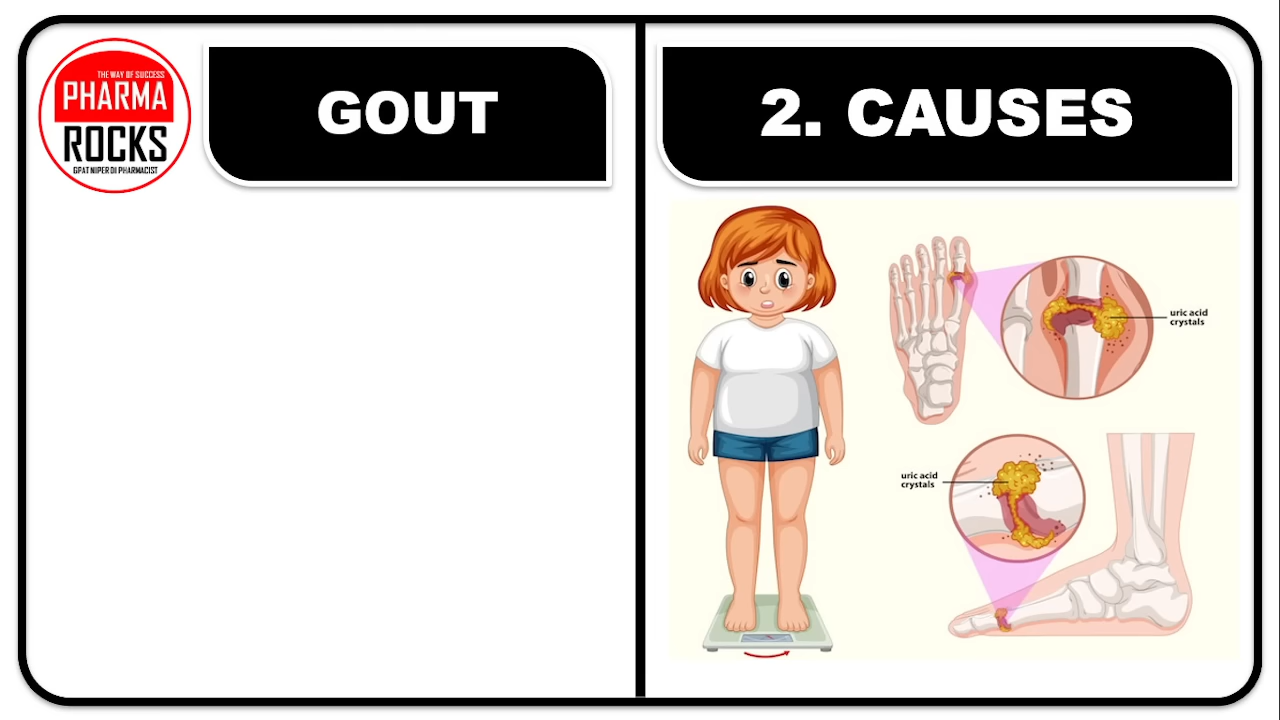 THE WAY OF SUCCESS
PHARMA
ROCKS
GPAT NIPER DI PHARMACIST
GOUT
2. CAUSES
uric acid
crystals
uric acid
crystals